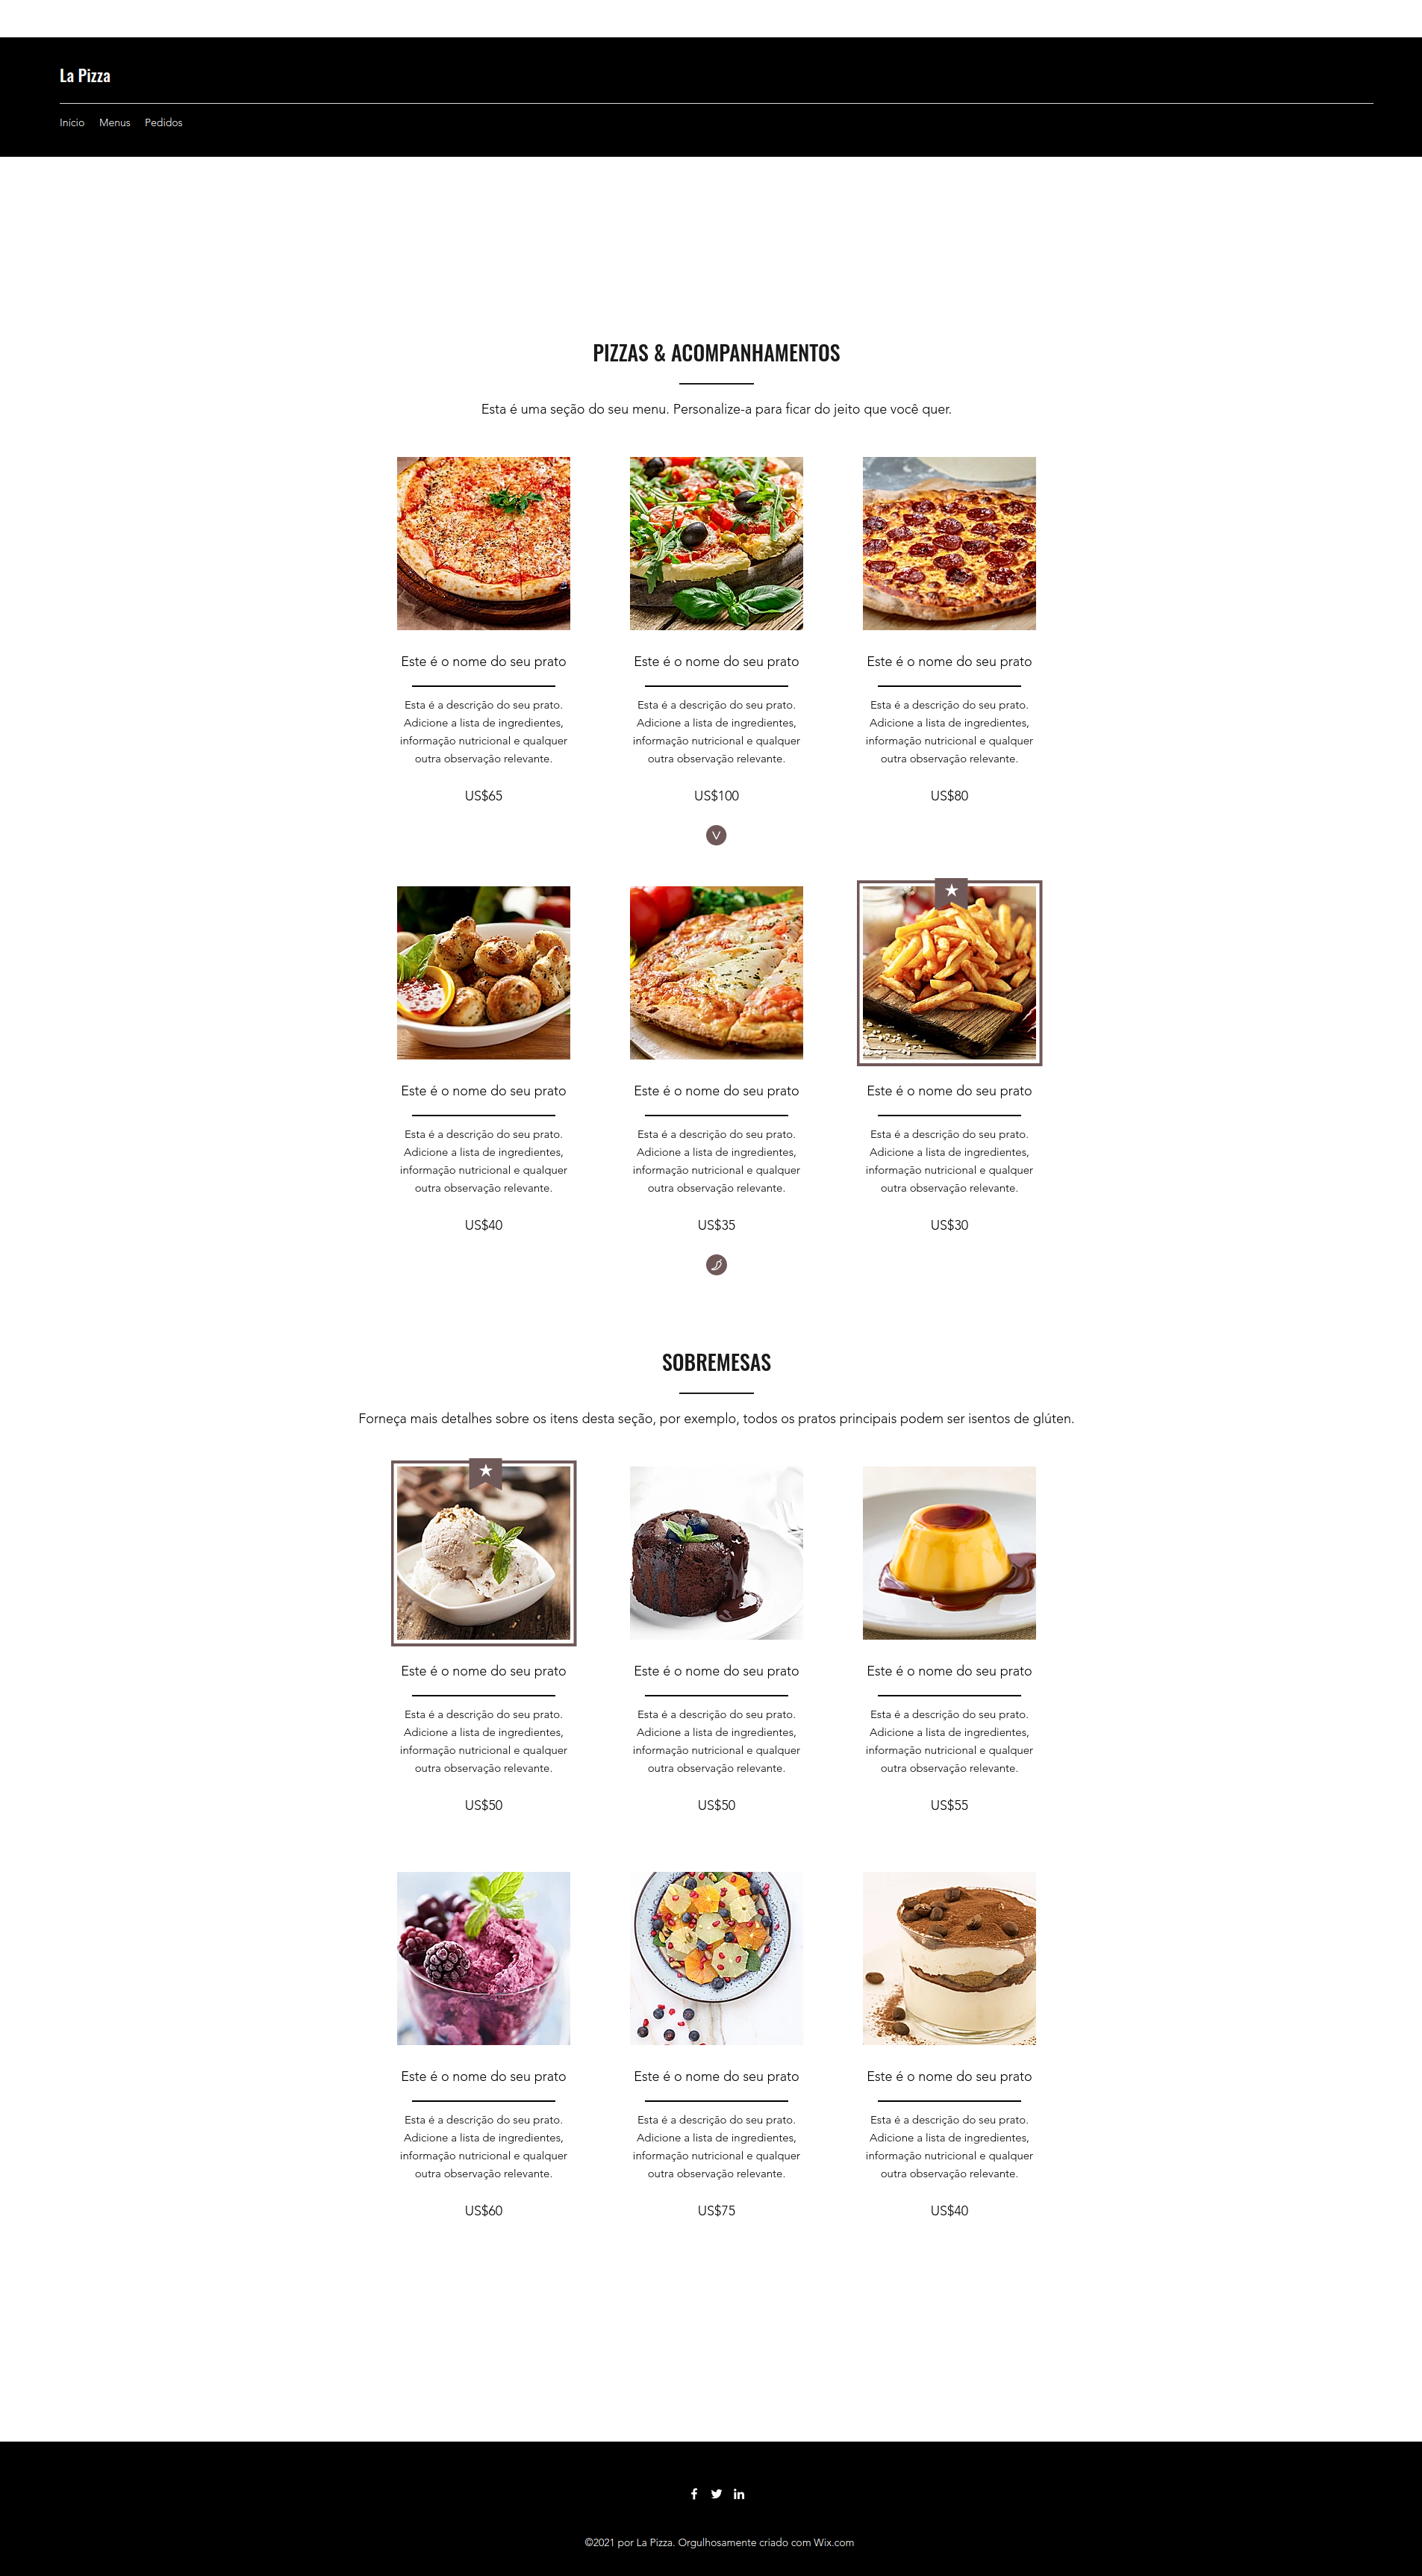 La Pizza
Início Menus Pedidos
PIZZAS & ACOMPANHAMENTOS
Esta é uma seção do seu menu. Personalize-a para ficar do jeito que você quer.
Este é o nome do seu prato
Esta é a descrição do seu prato.
Adicione a lista de ingredientes,
informação nutricional e qualquer
outra observação relevante.
US$65
Este é o nome do seu prato
Esta é a descrição do seu prato.
Adicione a lista de ingredientes,
informação nutricional e qualquer
outra observação relevante.
US$100
V
Este é o nome do seu prato
Esta é a descrição do seu prato.
Adicione a lista de ingredientes,
informação nutricional e qualquer
outra observação relevante.
US$80
Este é o nome do seu prato
Esta é a descrição do seu prato.
Adicione a lista de ingredientes,
informação nutricional e qualquer
outra observação relevante.
US$40
Este é o nome do seu prato
Esta é a descrição do seu prato.
Adicione a lista de ingredientes,
informação nutricional e qualquer
outra observação relevante.
US$35
Este é o nome do seu prato
Esta é a descrição do seu prato.
Adicione a lista de ingredientes,
informação nutricional e qualquer
outra observação relevante.
US$30
SOBREMESAS
Forneça mais detalhes sobre os itens desta seção, por exemplo, todos os pratos principais podem ser isentos de glúten.
Este é o nome do seu prato
Esta é a descrição do seu prato.
Adicione a lista de ingredientes,
informação nutricional e qualquer
outra observação relevante.
US$50
Este é o nome do seu prato
Esta é a descrição do seu prato.
Adicione a lista de ingredientes,
informação nutricional e qualquer
outra observação relevante.
US$50
Este é o nome do seu prato
Esta é a descrição do seu prato.
Adicione a lista de ingredientes,
informação nutricional e qualquer
outra observação relevante.
US$55
Este é o nome do seu prato
Esta é a descrição do seu prato.
Adicione a lista de ingredientes,
informação nutricional e qualquer
outra observação relevante.
US$60
Este é o nome do seu prato
Esta é a descrição do seu prato.
Adicione a lista de ingredientes,
informação nutricional e qualquer
outra observação relevante.
US$75
Este é o nome do seu prato
Esta é a descrição do seu prato.
Adicione a lista de ingredientes,
informação nutricional e qualquer
outra observação relevante.
US$40
©2021 por La Pizza. Orgulhosamente criado com Wix.com